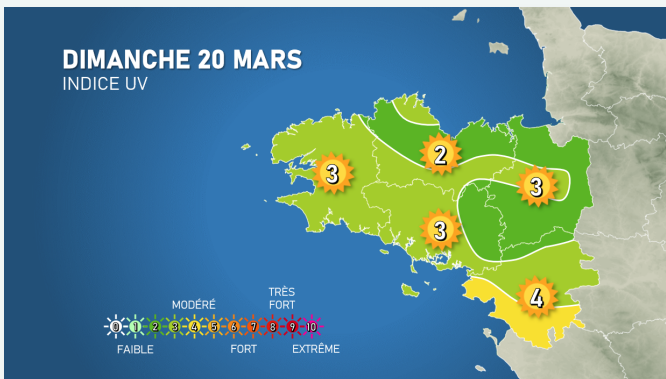 DIMANCHE 20 MARS
INDICE UV
2
3
3
3
4
MODÉRÉ
TRÈS
FORT
0 1 2 3 4 5 6 7 8 9 10
FAIBLE
FORT
EXTRÊME